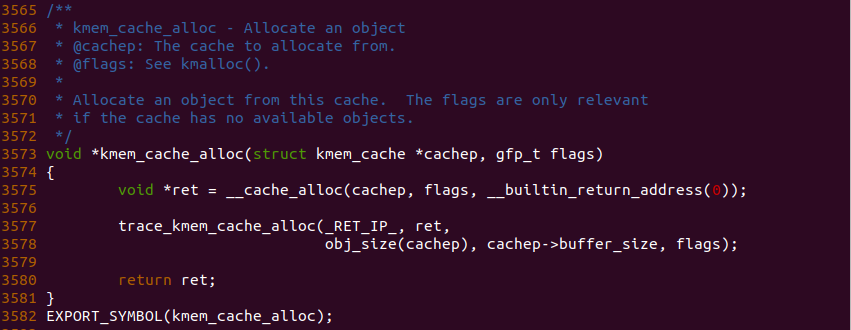 3565 /**
3566  * kmem_cache_alloc - Allocate an object
3567  * @cachep: The cache to allocate from.
3568  * @flags: See kmalloc().
3569  *
3570  * Allocate an object from this cache.  The flags are only relevant
3571  * if the cache has no available objects.
3572  */
3573 void *kmem_cache_alloc(struct kmem_cache *cachep, gfp_t flags)
3574 {
3575         void *ret = __cache_alloc(cachep, flags, __builtin_return_address(0));
3576
3577         trace_kmem_cache_alloc(_RET_IP_, ret,
3578                                obj_size(cachep), cachep->buffer_size, flags);
3579
3580         return ret;
3581 }
3582 EXPORT_SYMBOL(kmem_cache_alloc);